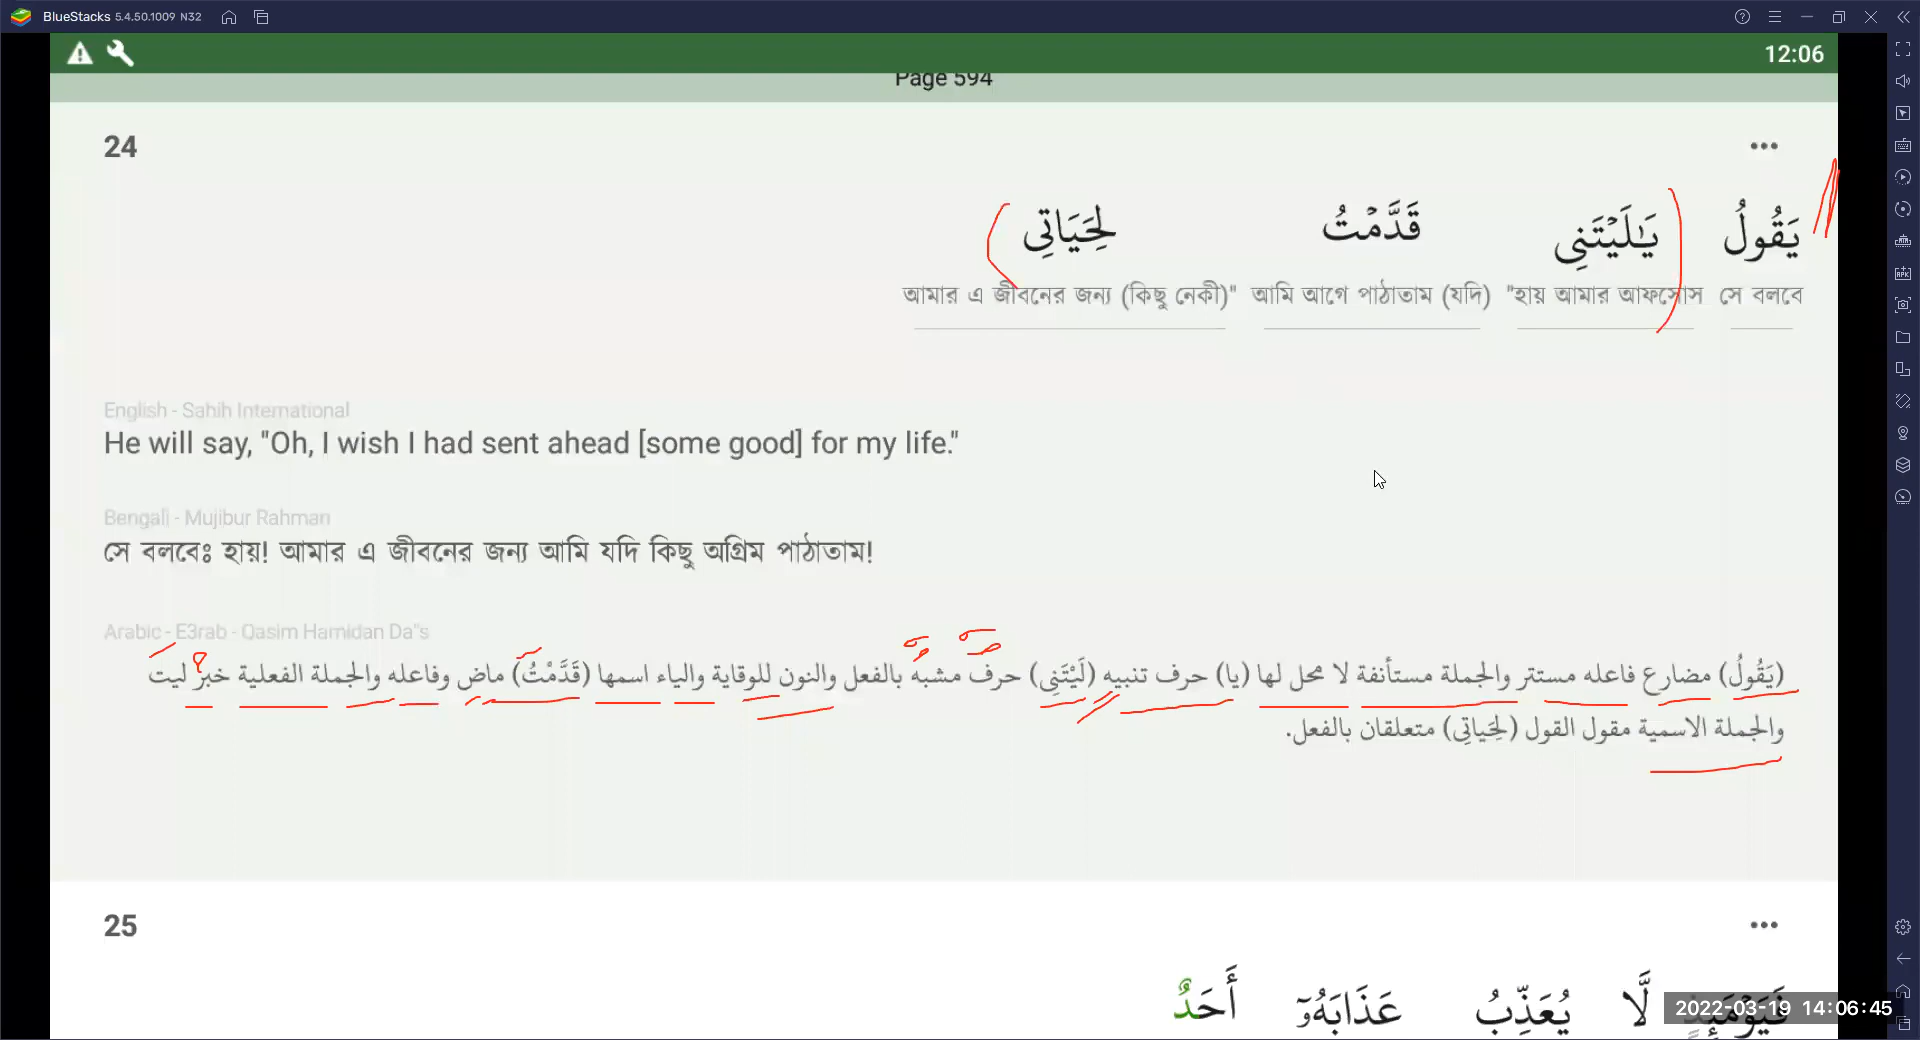 BlueStacks 5.4.50.1009 N32
12:06
Page 594
24
يَقُولُ يَـٰلَيْتَنِى قَدَّمْتُ لِحَيَاتِى
সে বলবে "হায় আমার আফসোস আমি আগে পাঠাতাম (যদি) আমার এ জীবনের জন্য (কিছু নেকী)"
English - Sahih International
He will say, "Oh, I wish I had sent ahead [some good] for my life."
Bengali - Mujibur Rahman
সে বলবেঃ হায়! আমার এ জীবনের জন্য আমি যদি কিছু অগ্রিম পাঠাতাম!
Arabic - E3rab - Qasim Hamidan Da"s
(يَقُولُ) مضارع فاعله مستتر والجملة مستأنفة لا محل لها (يا) حرف تنبيه (لَيْتَنِى) حرف مشبه بالفعل والنون للوقاية والياء اسمها (قَدَّمْتُ) ماض وفاعله والجملة الفعلية خبر ليت
والجملة الاسمية مقول القول (لِحَياتِى) متعلقان بالفعل.
25
فَيَوْمَئِذٍ لَّا يُعَذِّبُ عَذَابَهُۥٓ أَحَدٌ
2022-03-19 14:06:45